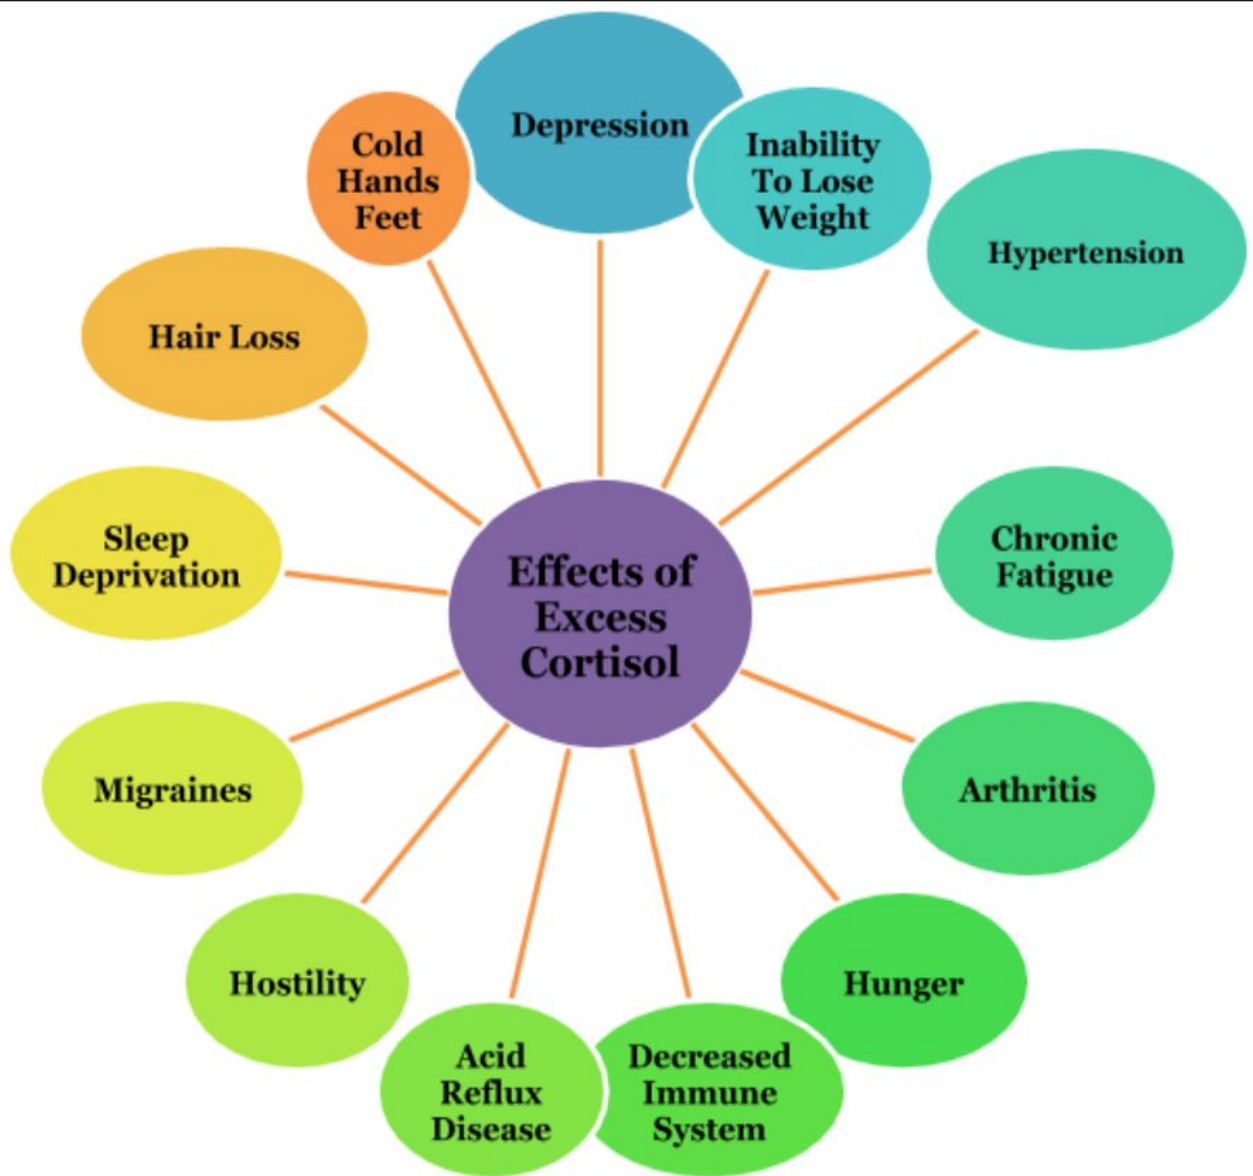 Depression
Inability
To Lose
Weight
Hypertension
Chronic
Fatigue
Arthritis
Hunger
Decreased
Immune
System
Acid
Reflux
Disease
Hostility
Migraines
Sleep
Deprivation
Hair Loss
Cold
Hands
Feet
Effects of
Excess
Cortisol